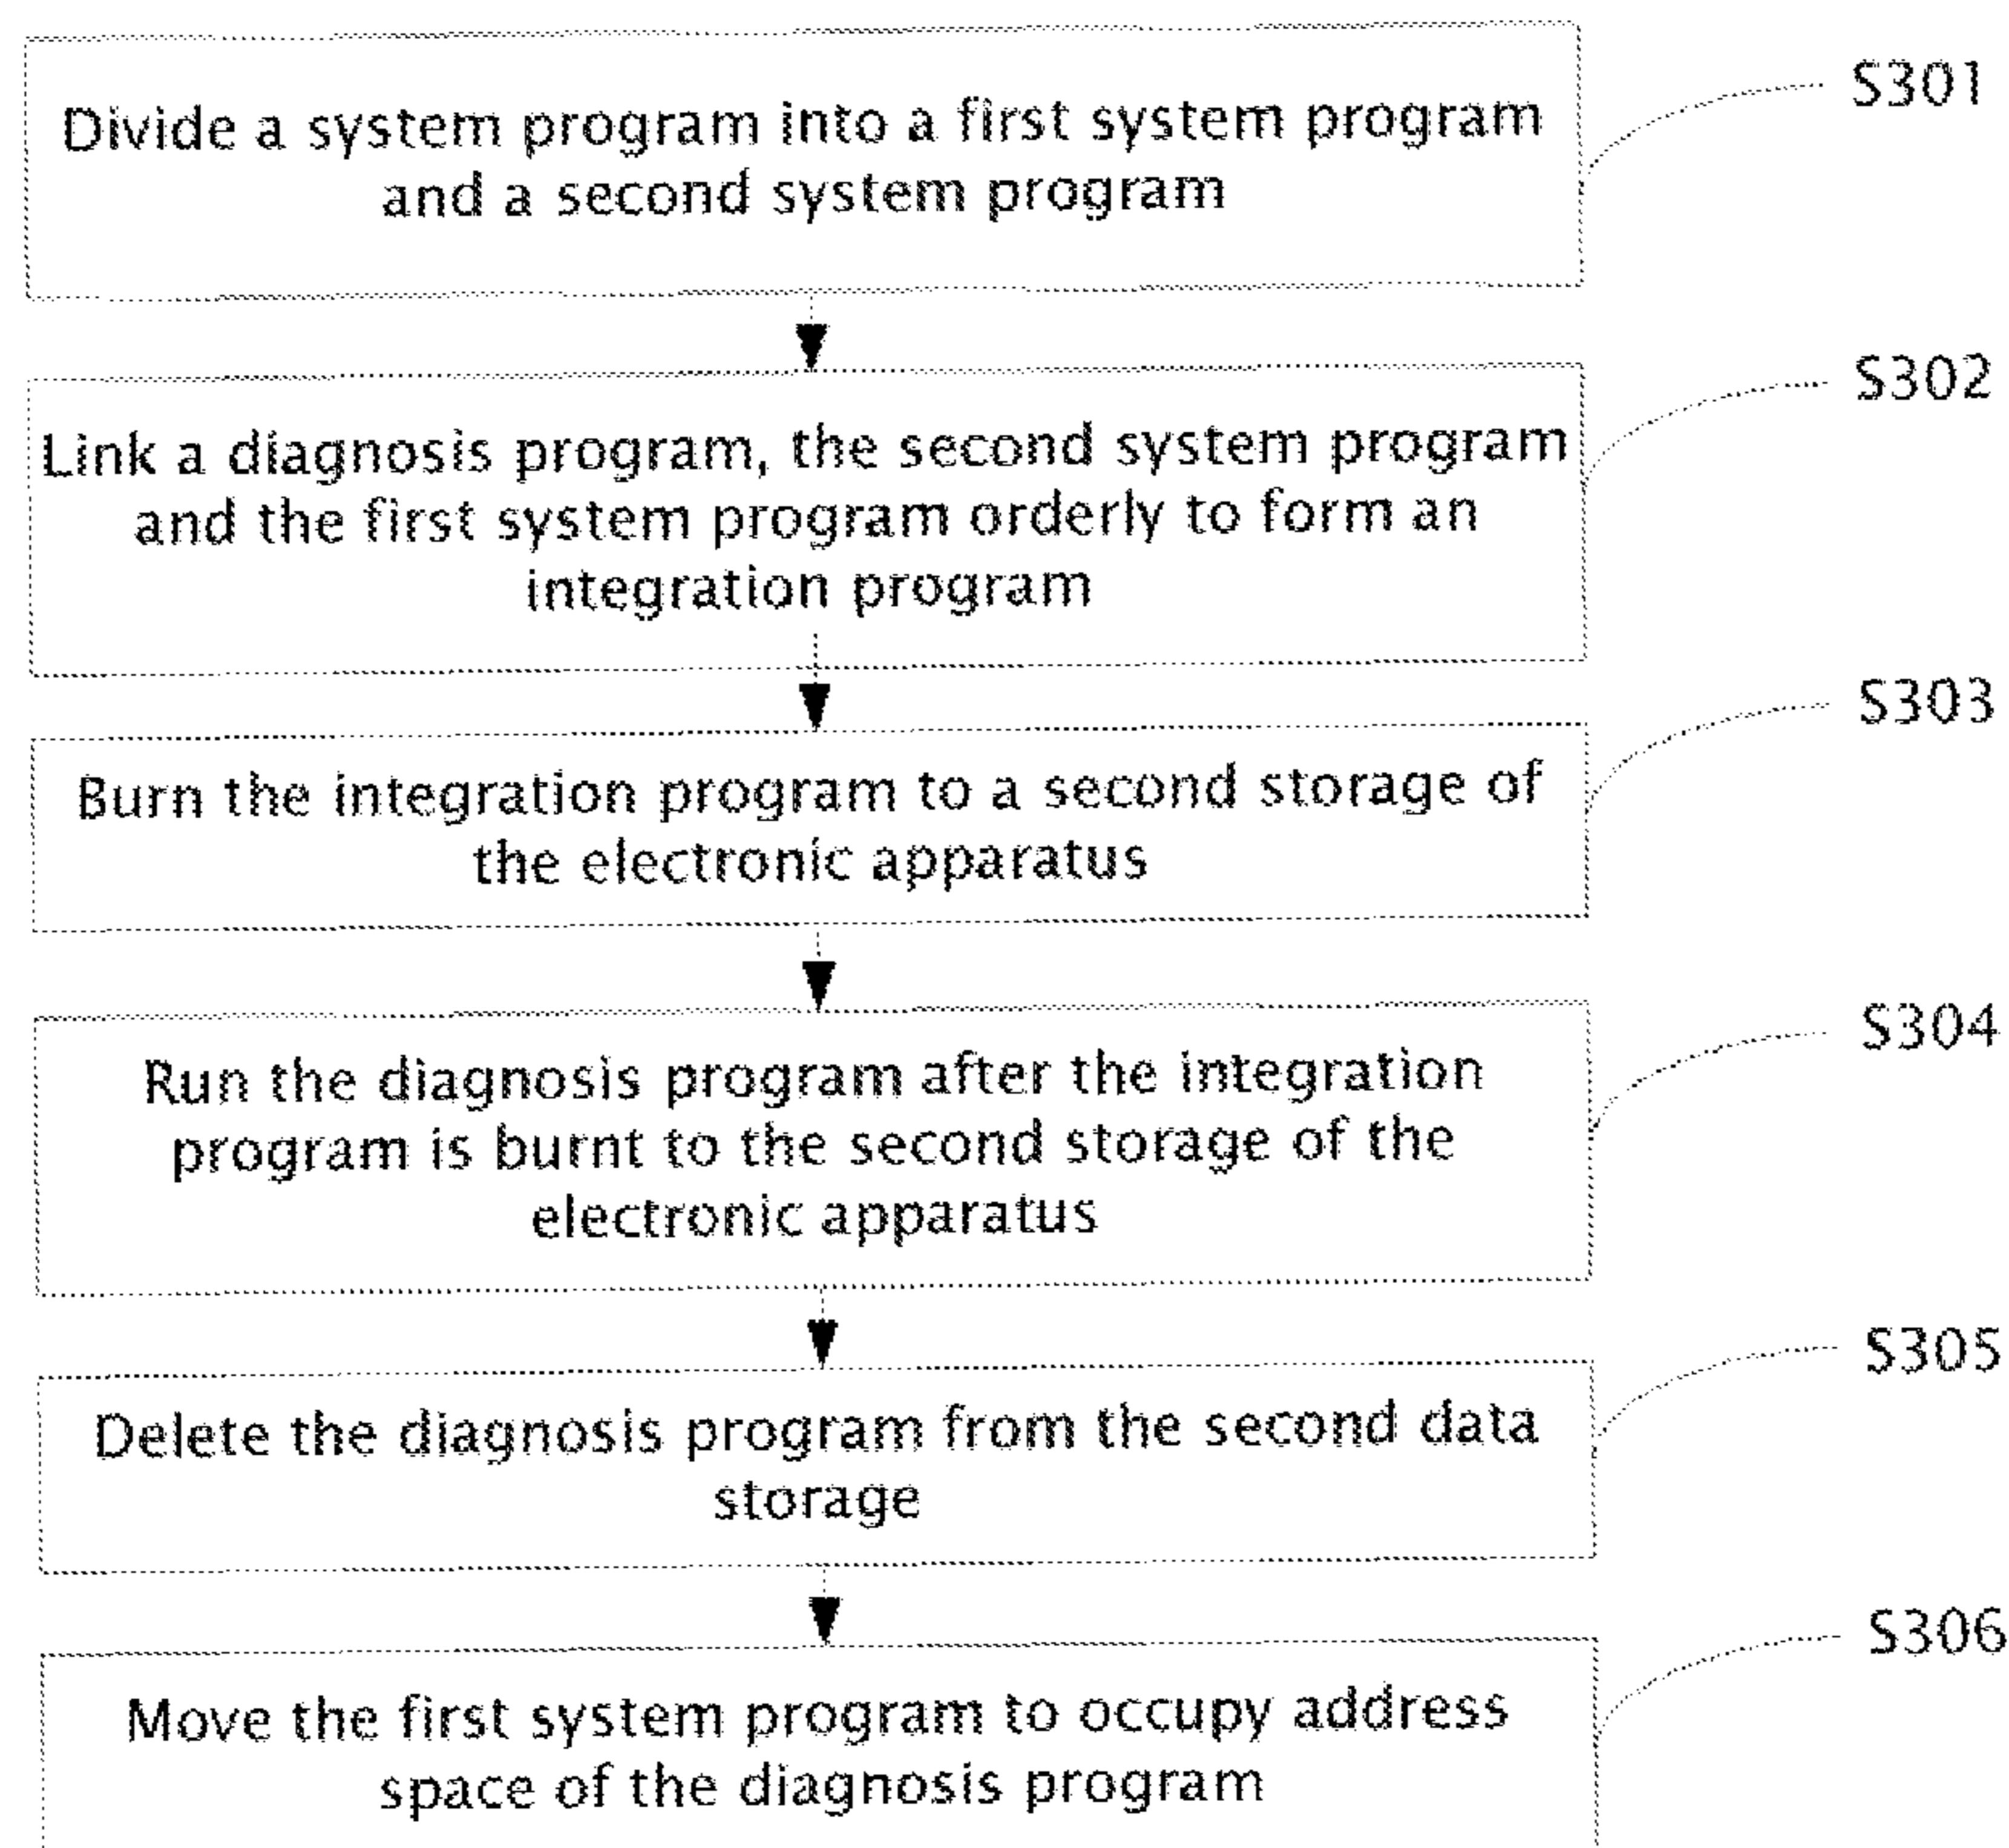 Divide a system program into a first system program
and a second system program
S301
Link a diagnosis program, the second system program
and the first system program orderly to form an
integration program
S302
Burn the integration program to a second storage of
the electronic apparatus
S303
Run the diagnosis program after the integration
program is burnt to the second storage of the
electronic apparatus
S304
Delete the diagnosis program from the second data
storage
S305
Move the first system program to occupy address
space of the diagnosis program
S306